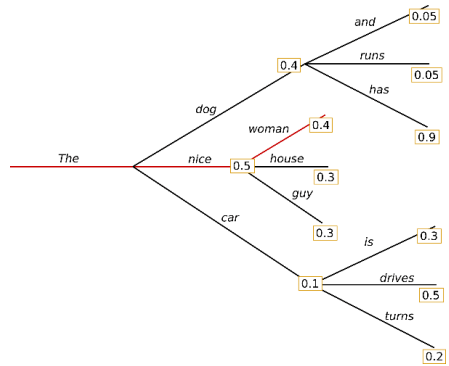 and
0.05
0.4
runs
0.05
has
dog
0.9
woman
0.4
The
nice
0.5
house
0.3
guy
car
0.3
is
0.3
0.1
drives
0.5
turns
0.2